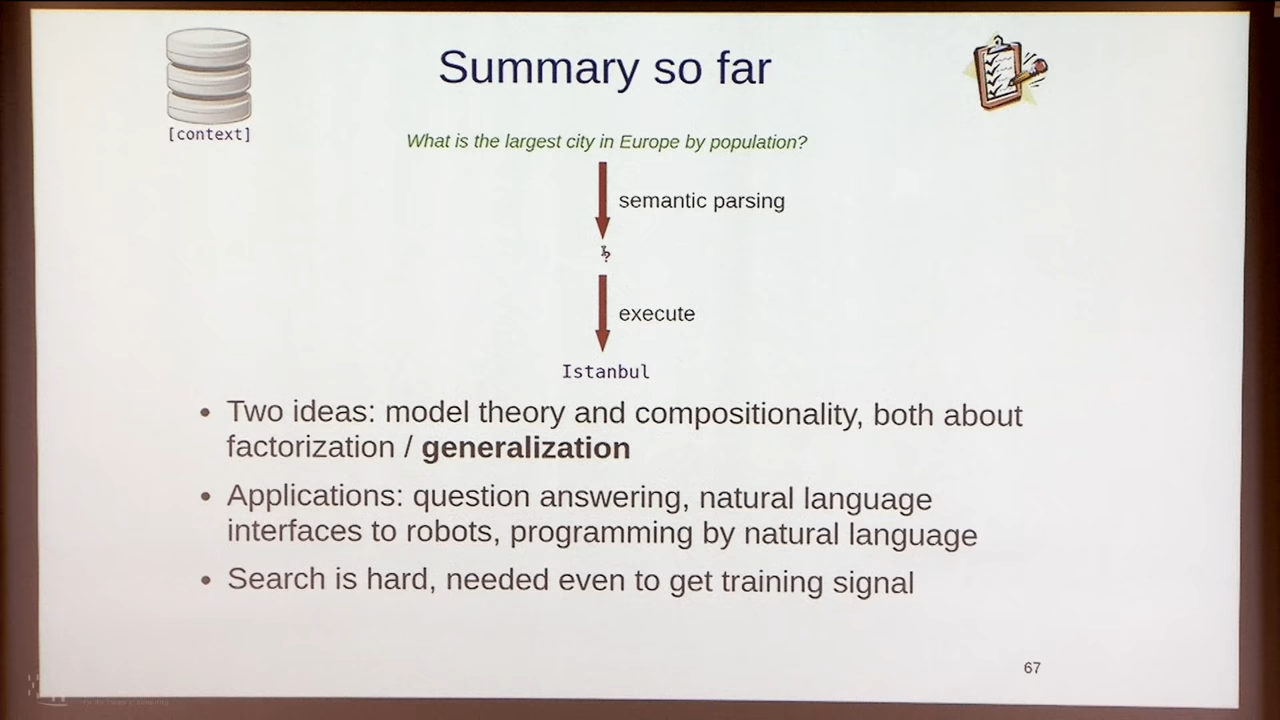 Summary so far
[context]
What is the largest city in Europe by population?
semantic parsing
?
execute
Istanbul
• Two ideas: model theory and compositionality, both about
factorization / generalization
• Applications: question answering, natural language
interfaces to robots, programming by natural language
• Search is hard, needed even to get training signal
67